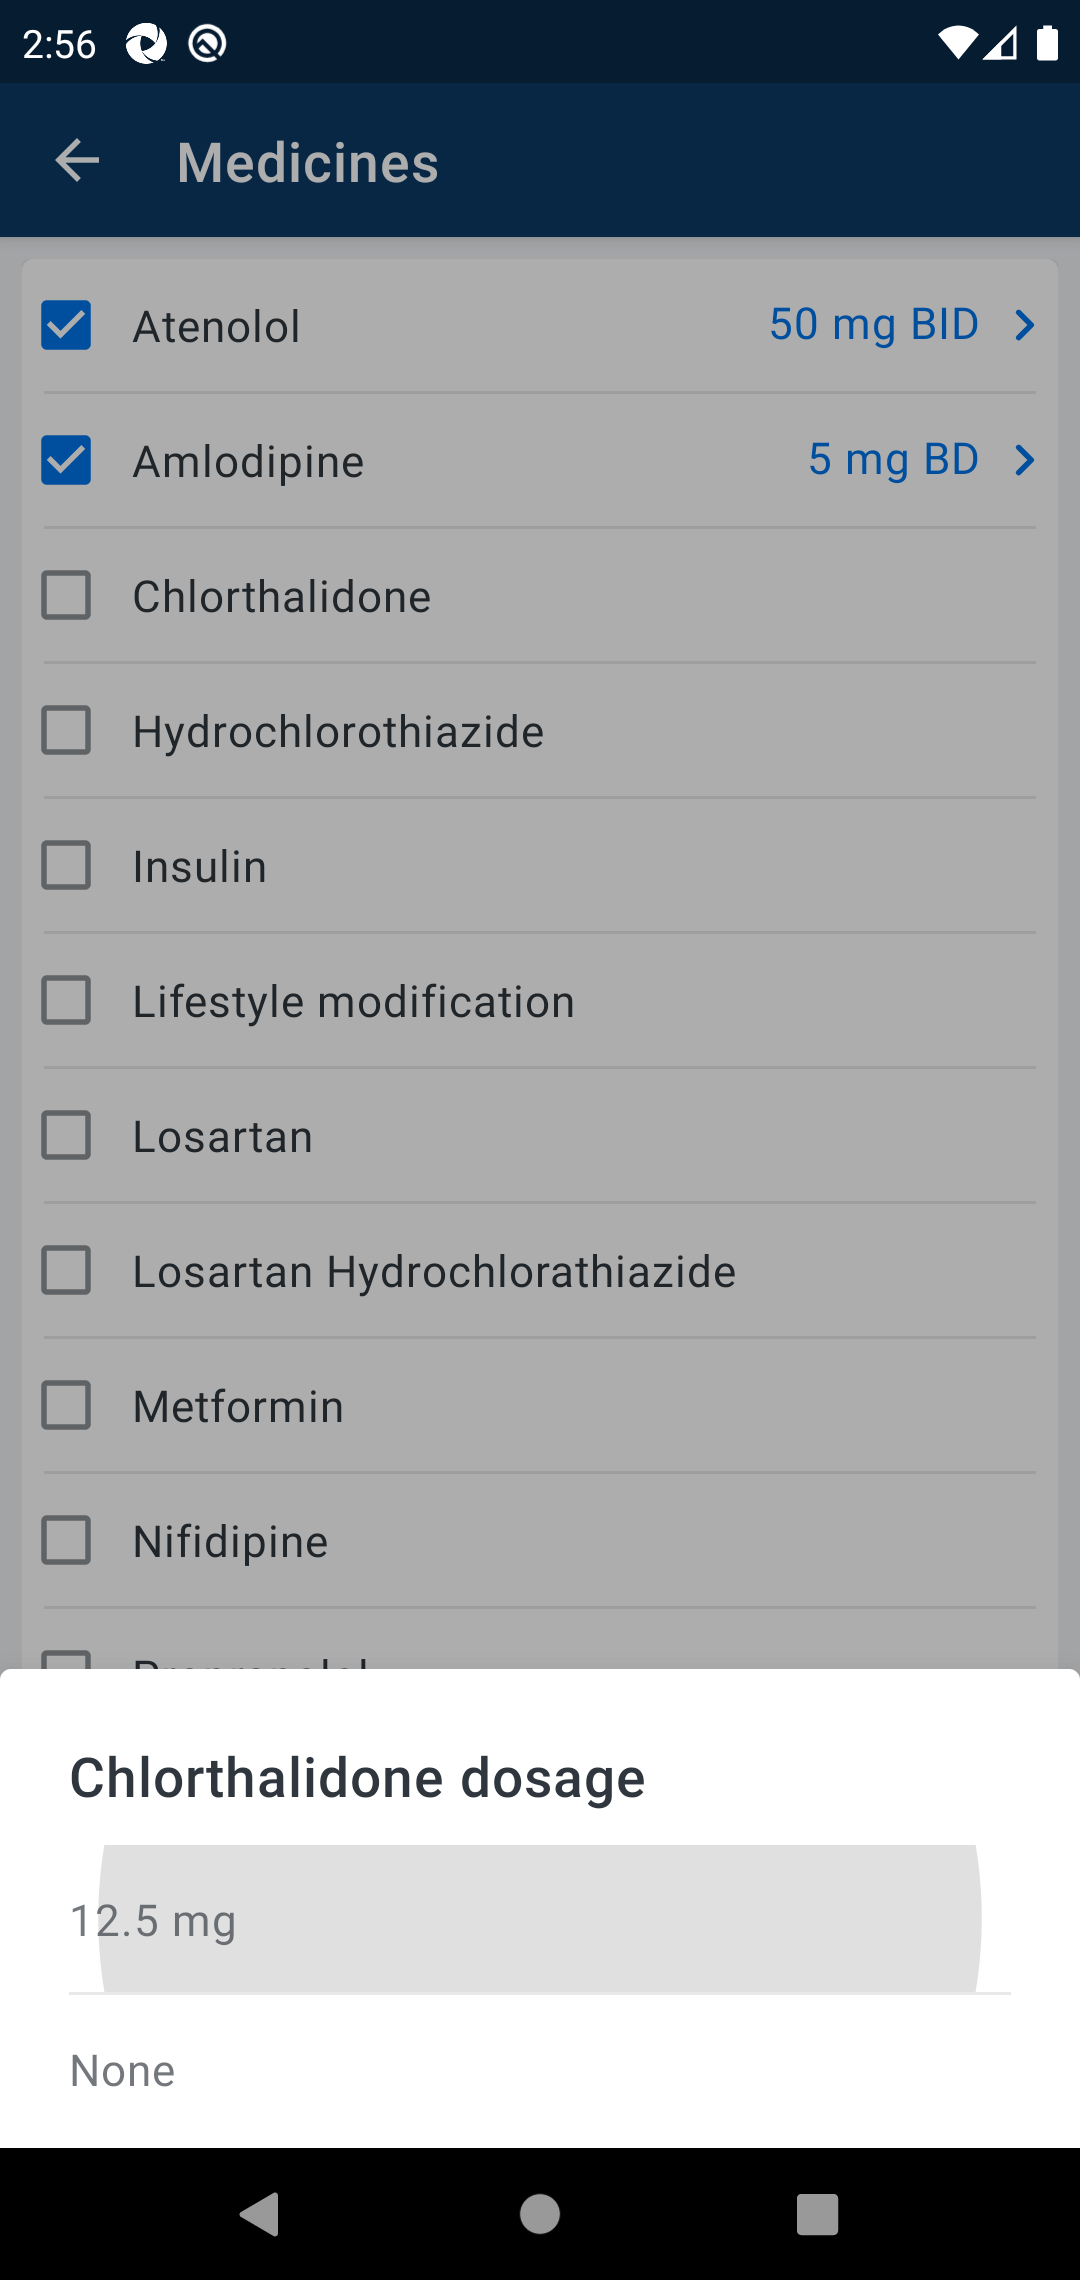 2:56
Medicines
Atenolol 50 mg BID
Amlodipine 5 mg BD
Chlorthalidone
Hydrochlorothiazide
Insulin
Lifestyle modification
Losartan
Losartan Hydrochlorathiazide
Metformin
Nifidipine
Chlorthalidone dosage
12.5 mg
None